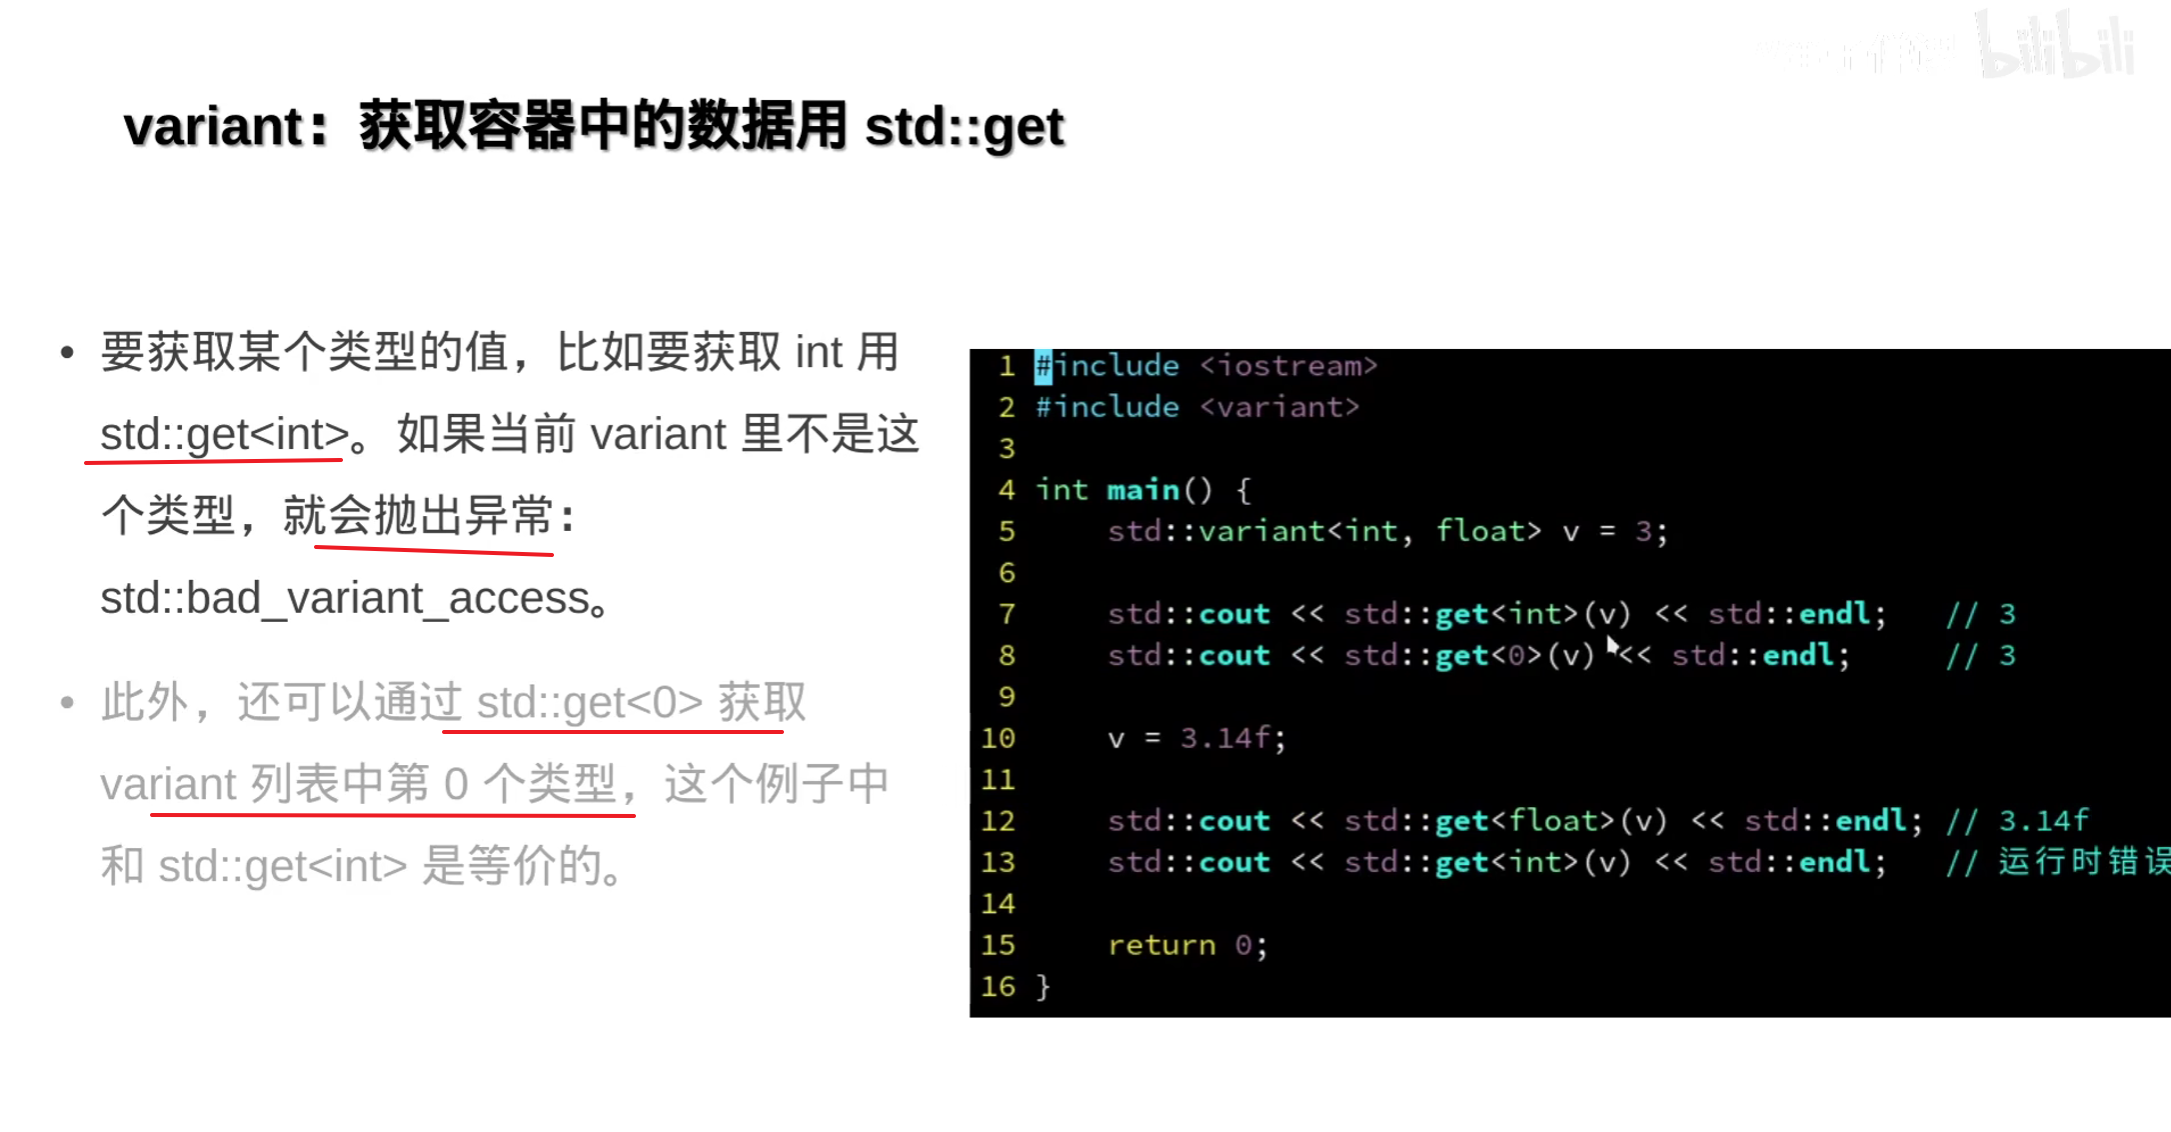 bilibili
variant：获取容器中的数据用 std::get
• 要获取某个类型的值，比如要获取 int 用
std::get<int>。如果当前 variant 里不是这
个类型，就会抛出异常：
std::bad_variant_access。
• 此外，还可以通过 std::get<0> 获取
variant 列表中第 0 个类型，这个例子中
和 std::get<int> 是等价的。
1 #include <iostream>
2 #include <variant>
3
4 int main() {
5     std::variant<int, float> v = 3;
6
7     std::cout << std::get<int>(v) << std::endl;   // 3
8     std::cout << std::get<0>(v) << std::endl;     // 3
9
10     v = 3.14f;
11
12     std::cout << std::get<float>(v) << std::endl; // 3.14f
13     std::cout << std::get<int>(v) << std::endl;   // 运行时错误
14
15     return 0;
16 }